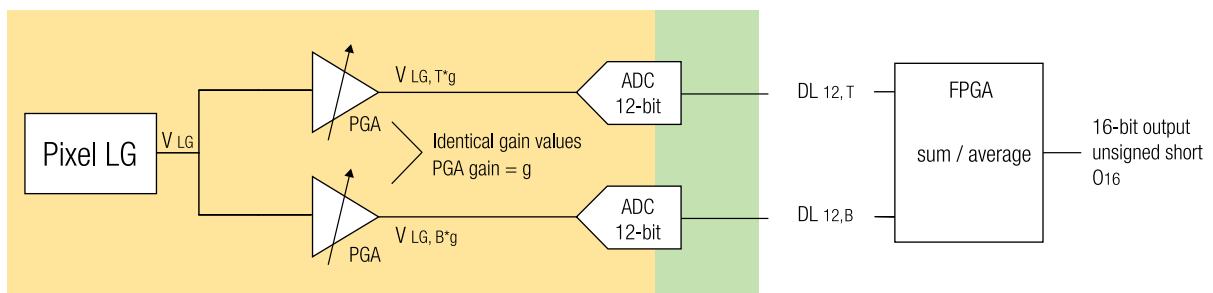 Pixel LG
V LG
V LG, T*g
PGA
Identical gain values
PGA gain = g
V LG, B*g
PGA
ADC
12-bit
ADC
12-bit
DL 12,T
DL 12,B
FPGA
sum / average
16-bit output
unsigned short
O16